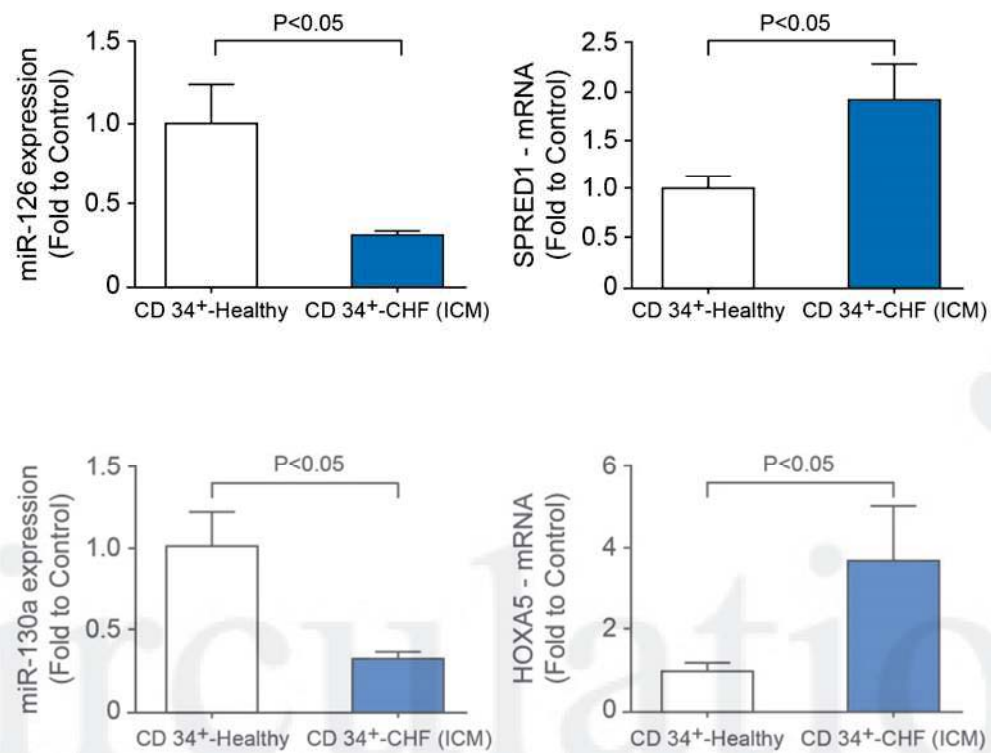 P<0.05
miR-126 expression
(Fold to Control)
1.5
1.0
0.5
0
CD 34⁺-Healthy
CD 34⁺-CHF (ICM)
P<0.05
SPRED1 - mRNA
(Fold to Control)
2.5
2.0
1.5
1.0
0.5
0
CD 34⁺-Healthy
CD 34⁺-CHF (ICM)
P<0.05
miR-130a expression
(Fold to Control)
1.5
1.0
0.5
0
CD 34⁺-Healthy
CD 34⁺-CHF (ICM)
P<0.05
HOXA5 - mRNA
(Fold to Control)
6
4
2
0
CD 34⁺-Healthy
CD 34⁺-CHF (ICM)